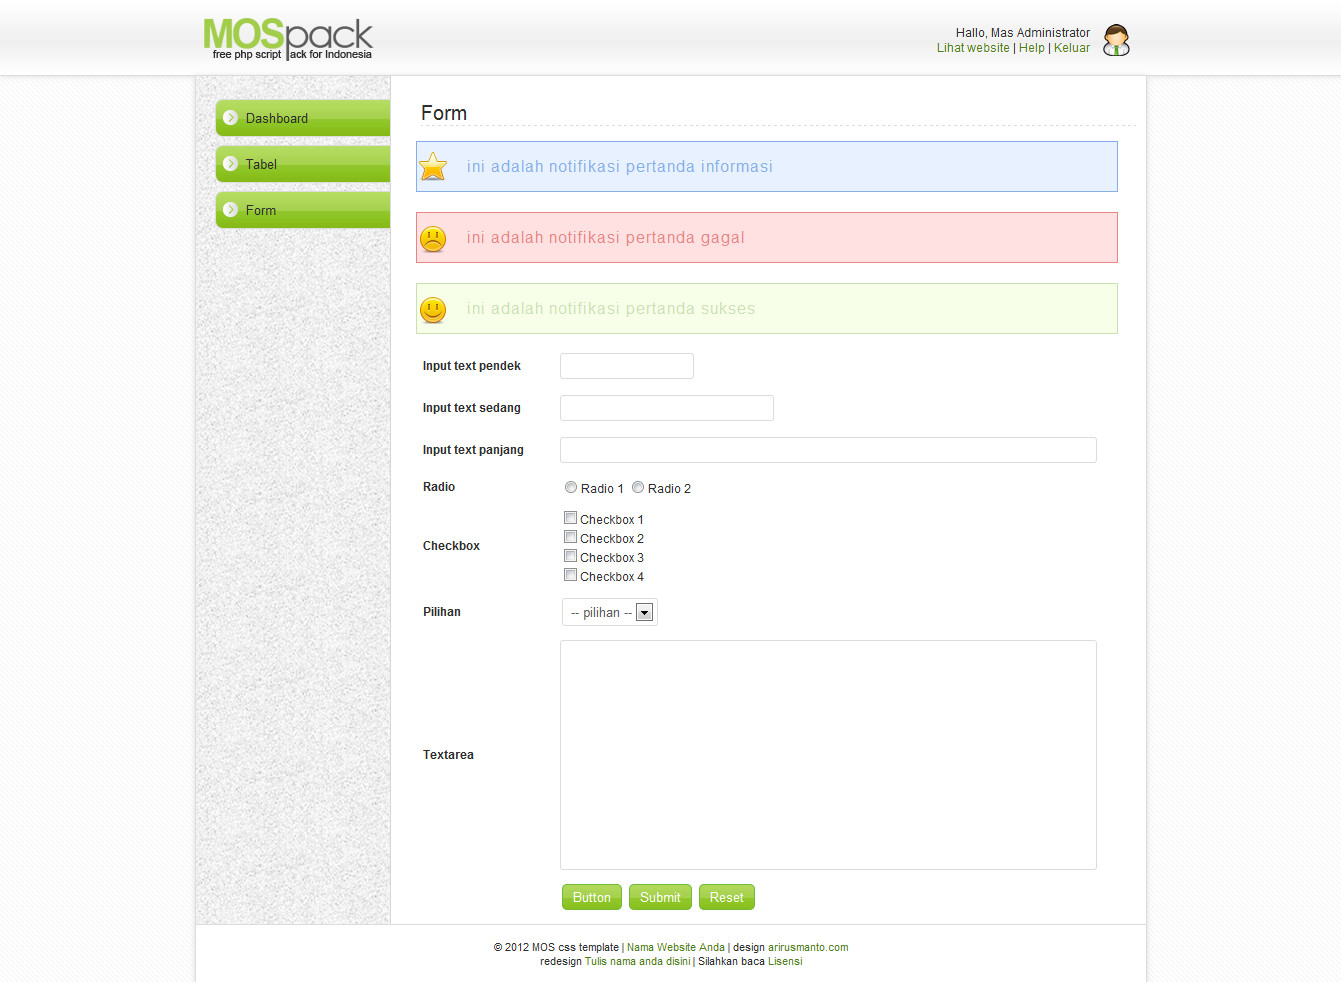 MOSpack
free php script pack for Indonesia
Hallo, Mas Administrator
Lihat website | Help | Keluar
Dashboard
Tabel
Form
Form
ini adalah notifikasi pertanda informasi
ini adalah notifikasi pertanda gagal
ini adalah notifikasi pertanda sukses
Input text pendek
Input text sedang
Input text panjang
Radio
Radio 1 Radio 2
Checkbox
Checkbox 1
Checkbox 2
Checkbox 3
Checkbox 4
Pilihan
-- pilihan --
Textarea
Button Submit Reset
© 2012 MOS css template | Nama Website Anda | design arirusmanto.com
redesign Tulis nama anda disini | Silahkan baca Lisensi